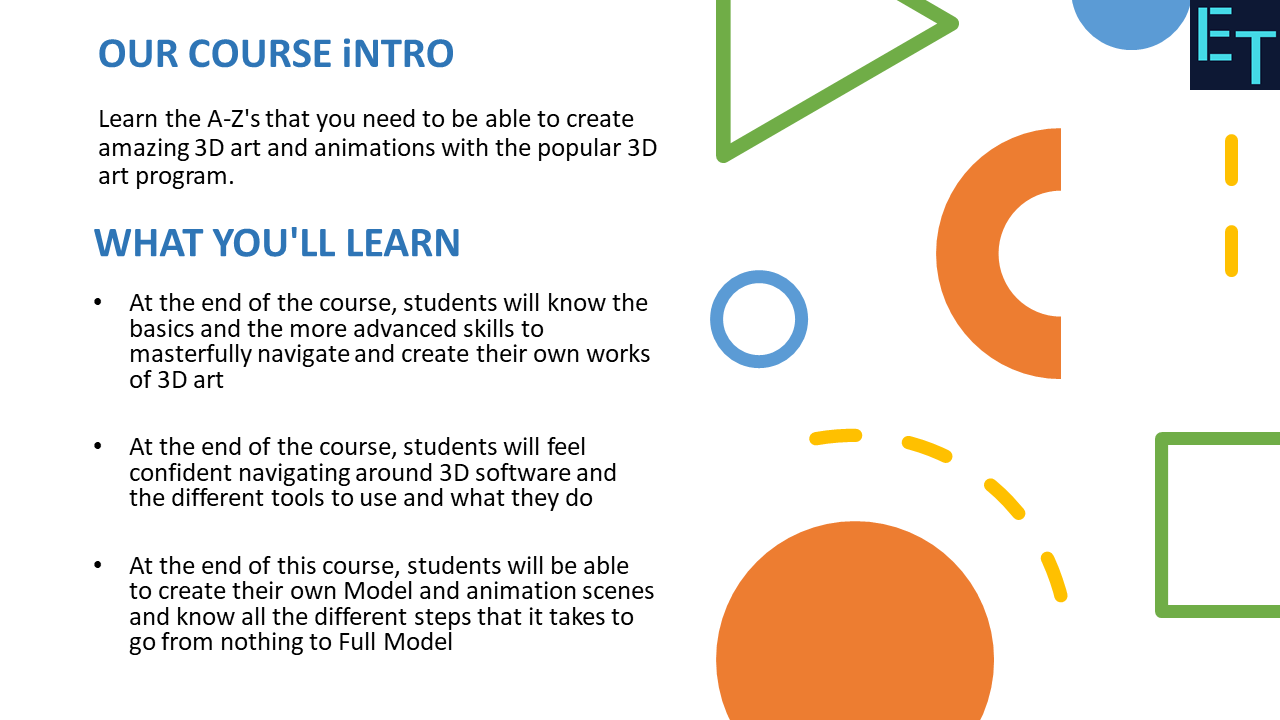 OUR COURSE iNTRO
ET
Learn the A-Z's that you need to be able to create
amazing 3D art and animations with the popular 3D
art program.
WHAT YOU'LL LEARN
• At the end of the course, students will know the
basics and the more advanced skills to
masterfully navigate and create their own works
of 3D art
• At the end of the course, students will feel
confident navigating around 3D software and
the different tools to use and what they do
• At the end of this course, students will be able
to create their own Model and animation scenes
and know all the different steps that it takes to
go from nothing to Full Model